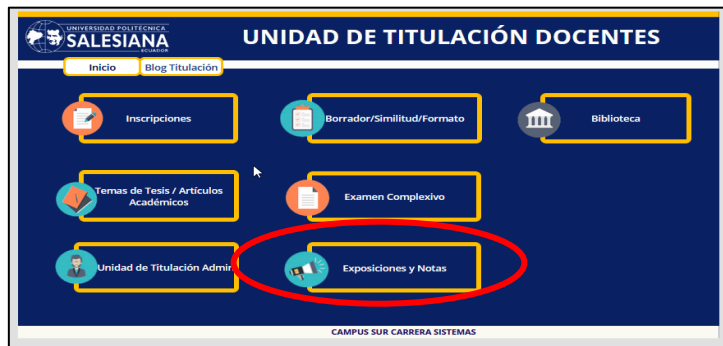 UNIVERSIDAD POLITÉCNICA
SALESIANA
ECUADOR
UNIDAD DE TITULACIÓN DOCENTES
Inicio
Blog Titulación
Inscripciones
Borrador/Similitud/Formato
Biblioteca
Temas de Tesis / Artículos
Académicos
Examen Complexivo
Unidad de Titulación Admin
Exposiciones y Notas
CAMPUS SUR CARRERA SISTEMAS